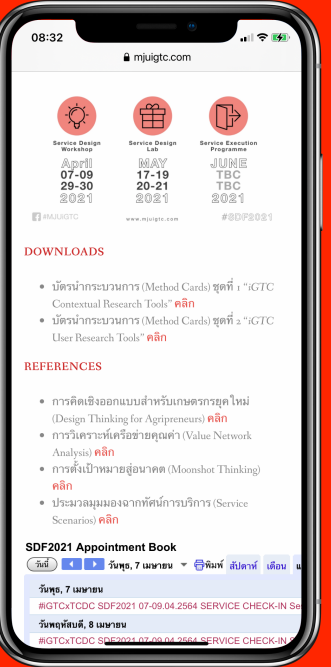 08:32
mjuigtc.com
Service Design Workshop
Service Design Lab
Service Execution Programme
April
MAY
JUNE
07-09
17-19
TBC
29-30
20-21
TBC
2021
2021
2021
#MJUIGTC
www.mjuigtc.com
#SDF2021
DOWNLOADS
• บัตรนำกระบวนการ (Method Cards) ชุดที่ 1 “iGTC
Contextual Research Tools” คลิก
• บัตรนำกระบวนการ (Method Cards) ชุดที่ 2 “iGTC
User Research Tools” คลิก
REFERENCES
• การคิดเชิงออกแบบสำหรับเกษตรกรยุคใหม่
(Design Thinking for Agripreneurs) คลิก
• การวิเคราะห์เครือข่ายคุณค่า (Value Network
Analysis) คลิก
• การตั้งเป้าหมายสู่อนาคต (Moonshot Thinking)
คลิก
• ประมวลมุมมองจากทัศน์การบริการ (Service
Scenarios) คลิก
SDF2021 Appointment Book
วันนี้ วันพุธ, 7 เมษายน พิมพ์ สัปดาห์ เดือน
วันพุธ, 7 เมษายน
#iGTCxTCDC SDF2021 07-09.04.2564 SERVICE CHECK-IN Se
วันพฤหัสบดี, 8 เมษายน
#iGTCxTCDC SDF2021 07-09.04.2564 SERVICE CHECK-IN S